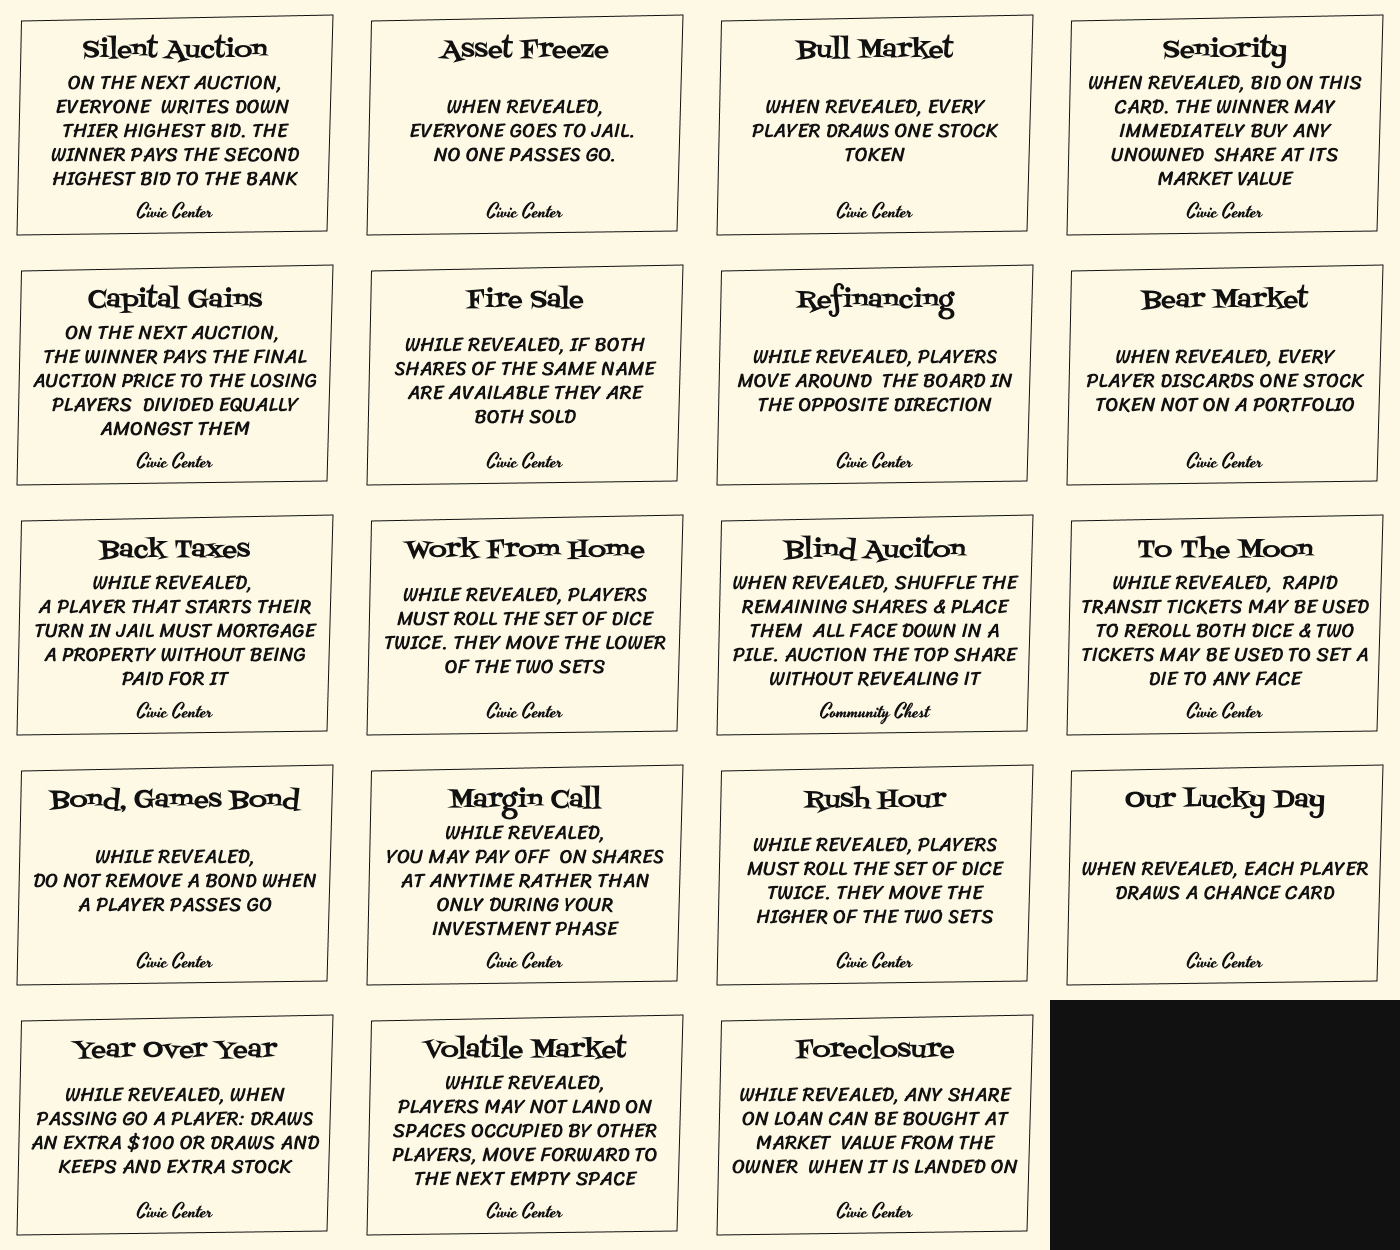 Silent Auction
ON THE NEXT AUCTION,
EVERYONE WRITES DOWN
THIER HIGHEST BID. THE
WINNER PAYS THE SECOND
HIGHEST BID TO THE BANK
Civic Center
Asset Freeze
WHEN REVEALED,
EVERYONE GOES TO JAIL.
NO ONE PASSES GO.
Civic Center
Bull Market
WHEN REVEALED, EVERY
PLAYER DRAWS ONE STOCK
TOKEN
Civic Center
Seniority
WHEN REVEALED, BID ON THIS
CARD. THE WINNER MAY
IMMEDIATELY BUY ANY
UNOWNED SHARE AT ITS
MARKET VALUE
Civic Center
Capital Gains
ON THE NEXT AUCTION,
THE WINNER PAYS THE FINAL
AUCTION PRICE TO THE LOSING
PLAYERS DIVIDED EQUALLY
AMONGST THEM
Civic Center
Fire Sale
WHILE REVEALED, IF BOTH
SHARES OF THE SAME NAME
ARE AVAILABLE THEY ARE
BOTH SOLD
Civic Center
Refinancing
WHILE REVEALED, PLAYERS
MOVE AROUND THE BOARD IN
THE OPPOSITE DIRECTION
Civic Center
Bear Market
WHEN REVEALED, EVERY
PLAYER DISCARDS ONE STOCK
TOKEN NOT ON A PORTFOLIO
Civic Center
Back Taxes
WHILE REVEALED,
A PLAYER THAT STARTS THEIR
TURN IN JAIL MUST MORTGAGE
A PROPERTY WITHOUT BEING
PAID FOR IT
Civic Center
Work From Home
WHILE REVEALED, PLAYERS
MUST ROLL THE SET OF DICE
TWICE. THEY MOVE THE LOWER
OF THE TWO SETS
Civic Center
Blind Auciton
WHEN REVEALED, SHUFFLE THE
REMAINING SHARES & PLACE
THEM ALL FACE DOWN IN A
PILE. AUCTION THE TOP SHARE
WITHOUT REVEALING IT
Community Chest
To The Moon
WHILE REVEALED, RAPID
TRANSIT TICKETS MAY BE USED
TO REROLL BOTH DICE & TWO
TICKETS MAY BE USED TO SET A
DIE TO ANY FACE
Civic Center
Bond, Games Bond
WHILE REVEALED,
DO NOT REMOVE A BOND WHEN
A PLAYER PASSES GO
Civic Center
Margin Call
WHILE REVEALED,
YOU MAY PAY OFF ON SHARES
AT ANYTIME RATHER THAN
ONLY DURING YOUR
INVESTMENT PHASE
Civic Center
Rush Hour
WHILE REVEALED, PLAYERS
MUST ROLL THE SET OF DICE
TWICE. THEY MOVE THE
HIGHER OF THE TWO SETS
Civic Center
Our Lucky Day
WHEN REVEALED, EACH PLAYER
DRAWS A CHANCE CARD
Civic Center
Year Over Year
WHILE REVEALED, WHEN
PASSING GO A PLAYER: DRAWS
AN EXTRA $100 OR DRAWS AND
KEEPS AND EXTRA STOCK
Civic Center
Volatile Market
WHILE REVEALED,
PLAYERS MAY NOT LAND ON
SPACES OCCUPIED BY OTHER
PLAYERS, MOVE FORWARD TO
THE NEXT EMPTY SPACE
Civic Center
Foreclosure
WHILE REVEALED, ANY SHARE
ON LOAN CAN BE BOUGHT AT
MARKET VALUE FROM THE
OWNER WHEN IT IS LANDED ON
Civic Center